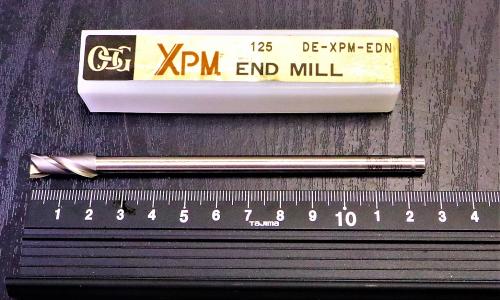 OSG XPM 125 DE-XPM-EDN
END MILL
1 2 3 4 5 6 7 8 9 10 1 2 3 4
TAJIMA